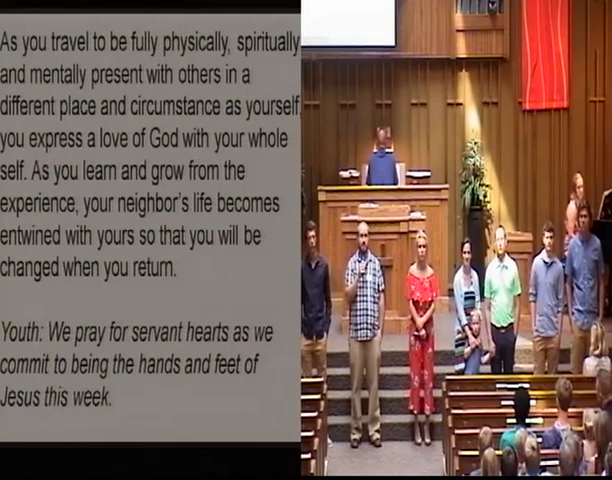 As you travel to be fully physically, spiritually
and mentally present with others in a
different place and circumstance as yourself,
you express a love of God with your whole
self. As you learn and grow from the
experience, your neighbor's life becomes
entwined with yours so that you will be
changed when you return.
Youth: We pray for servant hearts as we
commit to being the hands and feet of
Jesus this week.